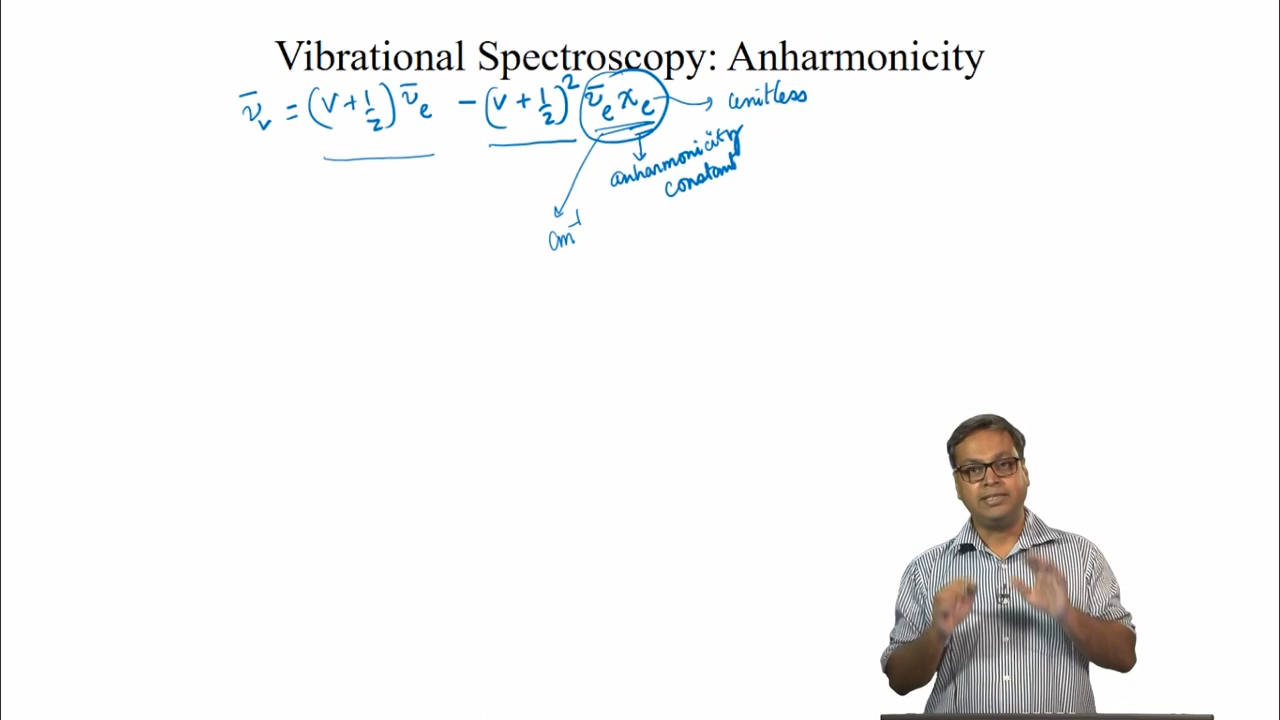 Vibrational Spectroscopy: Anharmonicity
ν̄ᵥ = (v + 1/2) ν̄ₑ − (v + 1/2)² ν̄ₑ xₑ → unitless
anharmonicity
constant
cm⁻¹